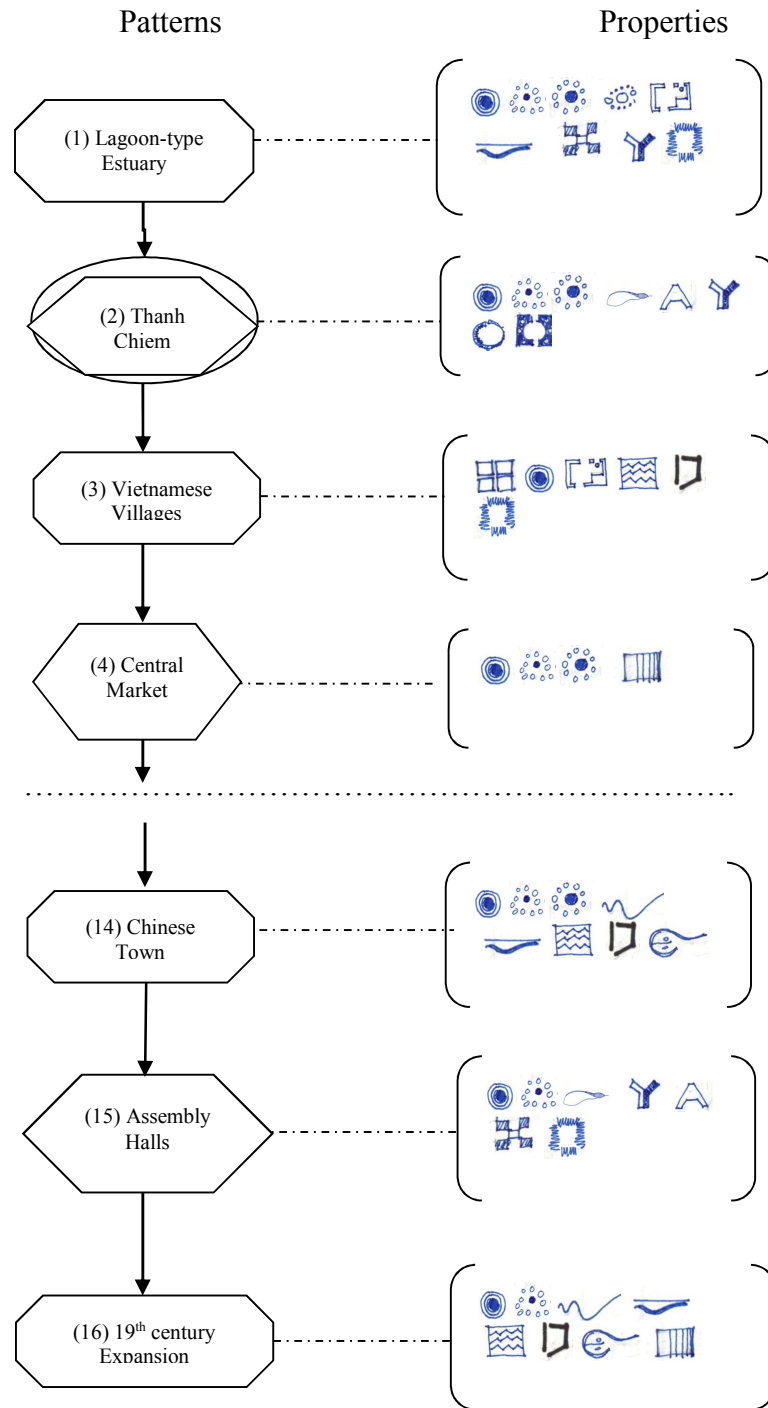 Patterns
Properties
(1) Lagoon-type
Estuary
(2) Thanh
Chiem
(3) Vietnamese
Villages
(4) Central
Market
(14) Chinese
Town
(15) Assembly
Halls
(16) 19th century
Expansion